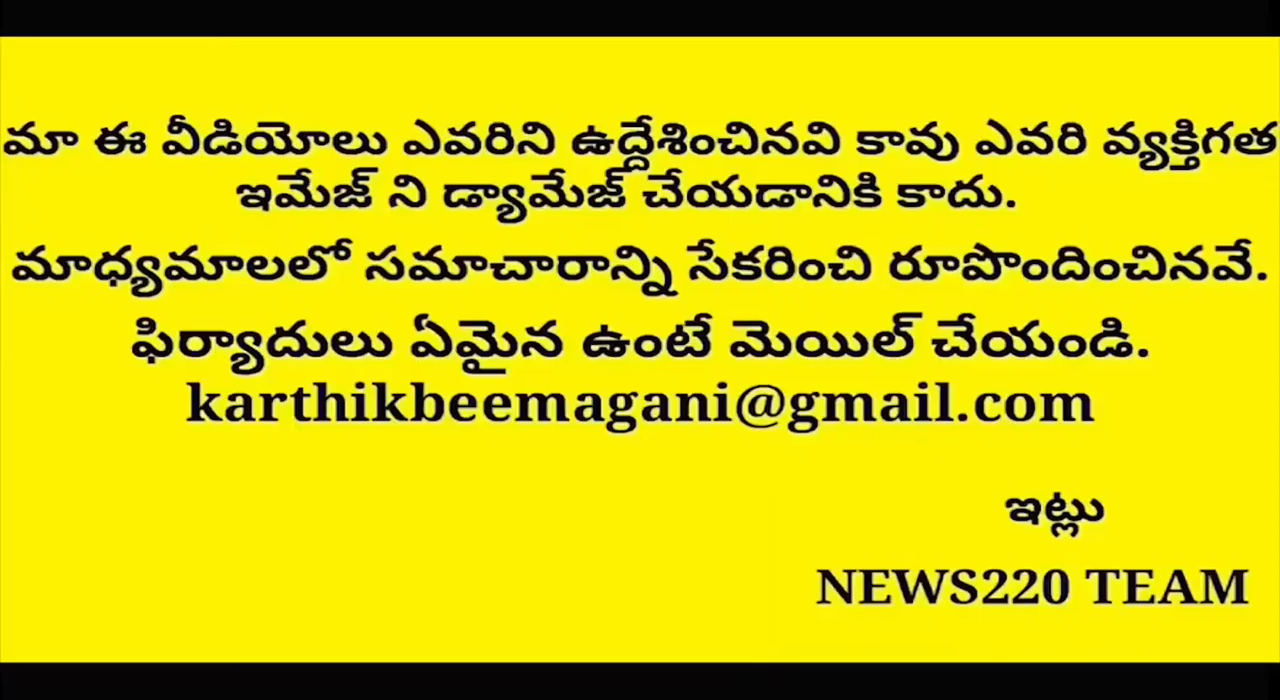 మా ఈ వీడియోలు ఎవరిని ఉద్దేశించినవి కావు ఎవరి వ్యక్తిగత
ఇమేజ్ ని డ్యామేజ్ చేయడానికి కాదు.
మాధ్యమాలలో సమాచారాన్ని సేకరించి రూపొందించినవే.
ఫిర్యాదులు ఏమైన ఉంటే మెయిల్ చేయండి.
karthikbeemagani@gmail.com
ఇట్లు
NEWS220 TEAM